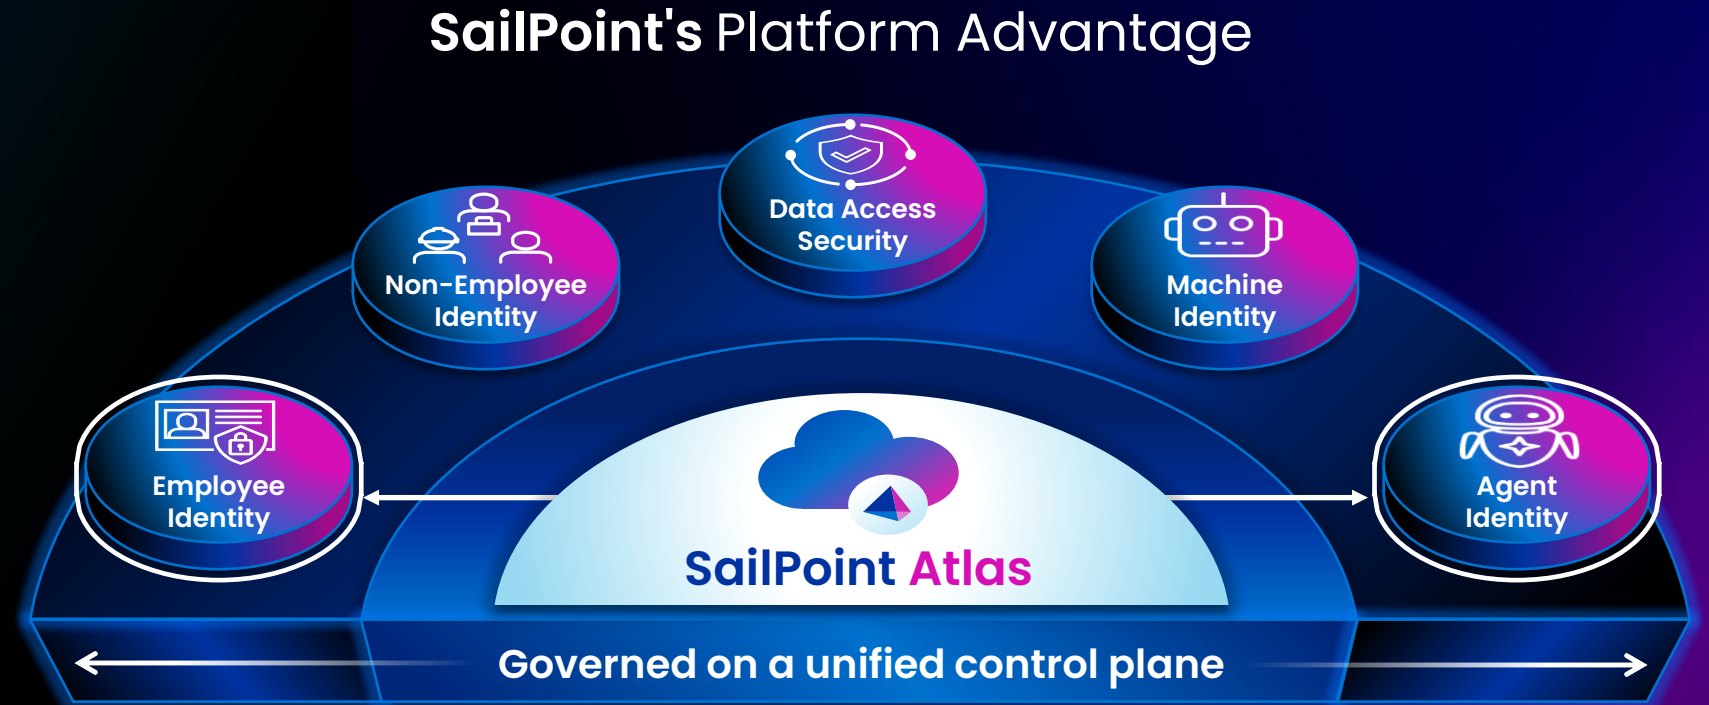 SailPoint's Platform Advantage
Data Access
Security
Non-Employee
Identity
Machine
Identity
Employee
Identity
Agent
Identity
SailPoint Atlas
Governed on a unified control plane